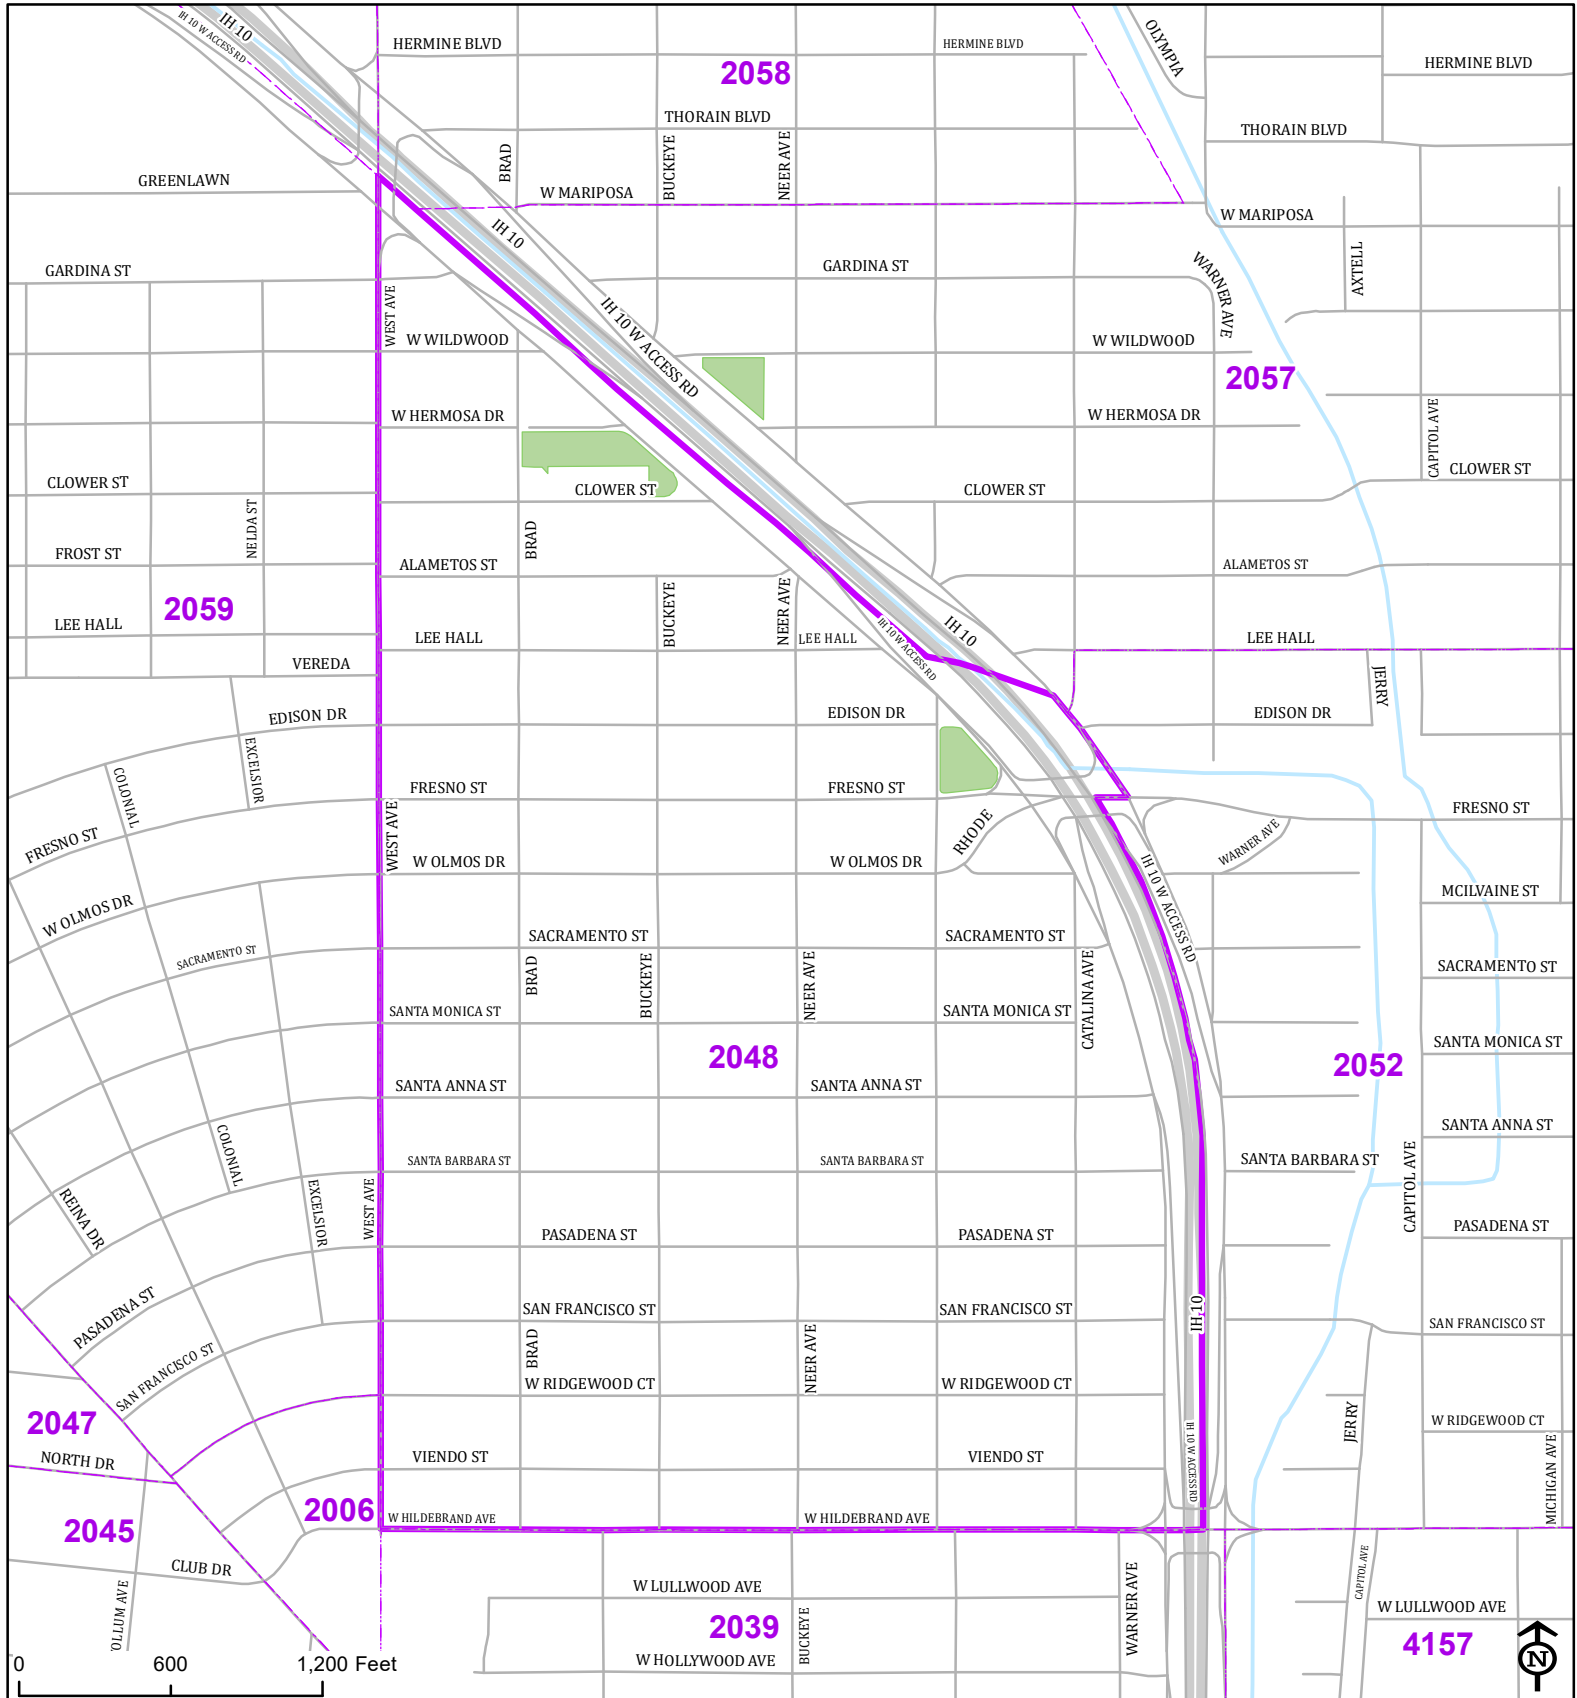 IH 10
IH 10 W ACCESS RD
HERMINE BLVD
HERMINE BLVD
OLYMPIA
HERMINE BLVD
2058
THORAIN BLVD
THORAIN BLVD
BRAD
BUCKEYE
NEER AVE
GREENLAWN
W MARIPOSA
W MARIPOSA
IH 10
GARDINA ST
GARDINA ST
WARNER AVE
AXTELL
WEST AVE
IH 10 W ACCESS RD
W WILDWOOD
W WILDWOOD
2057
W HERMOSA DR
W HERMOSA DR
CAPITOL AVE
CLOWER ST
CLOWER ST
CLOWER ST
CLOWER ST
NELDA ST
BRAD
FROST ST
ALAMETOS ST
ALAMETOS ST
2059
BUCKEYE
NEER AVE
LEE HALL
LEE HALL
LEE HALL
IH 10 W ACCESS RD
IH 10
LEE HALL
VEREDA
JERRY
EDISON DR
EDISON DR
EDISON DR
EXCELSIOR
COLONIAL
FRESNO ST
FRESNO ST
FRESNO ST
FRESNO ST
WEST AVE
RHODE
WARNER AVE
W OLMOS DR
W OLMOS DR
IH 10 W ACCESS RD
MCILVAINE ST
W OLMOS DR
SACRAMENTO ST
SACRAMENTO ST
SACRAMENTO ST
SACRAMENTO ST
BRAD
BUCKEYE
NEER AVE
CATALINA AVE
SANTA MONICA ST
SANTA MONICA ST
SANTA MONICA ST
2048
2052
SANTA ANNA ST
SANTA ANNA ST
SANTA ANNA ST
COLONIAL
SANTA BARBARA ST
SANTA BARBARA ST
SANTA BARBARA ST
CAPITOL AVE
REINA DR
EXCELSIOR
WEST AVE
PASADENA ST
PASADENA ST
PASADENA ST
PASADENA ST
SAN FRANCISCO ST
SAN FRANCISCO ST
IH 10
SAN FRANCISCO ST
SAN FRANCISCO ST
BRAD
NEER AVE
W RIDGEWOOD CT
W RIDGEWOOD CT
JERRY
W RIDGEWOOD CT
2047
NORTH DR
VIENDO ST
VIENDO ST
IH 10 W ACCESS RD
MICHIGAN AVE
2006
W HILDEBRAND AVE
W HILDEBRAND AVE
2045
CLUB DR
OLLUM AVE
W LULLWOOD AVE
BUCKEYE
WARNER AVE
CAPITOL AVE
W LULLWOOD AVE
2039
4157
W HOLLYWOOD AVE
0 600 1,200 Feet
N